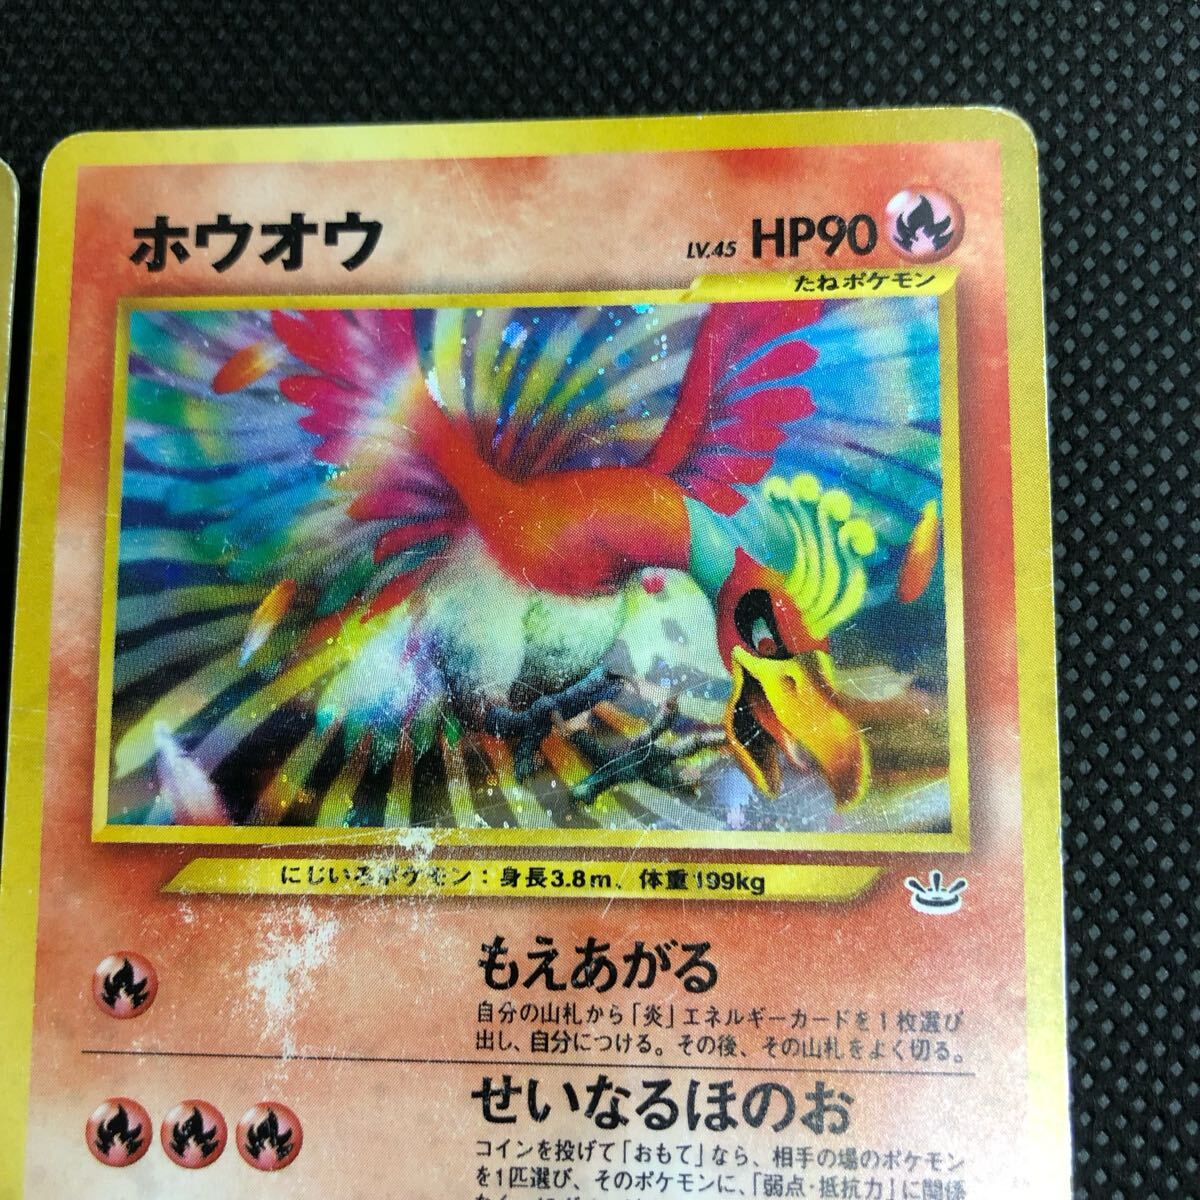 ホウオウ
LV.45 HP90
たねポケモン
にじいろポケモン：身長3.8m、体重199kg
もえあがる
自分の山札から「炎」エネルギーカードを1枚選び
出し、自分につける。その後、その山札をよく切る。
せいなるほのお
コインを投げて「おもて」なら、相手の場のポケモン
を1匹選び、そのポケモンに、「弱点・抵抗力」に関係